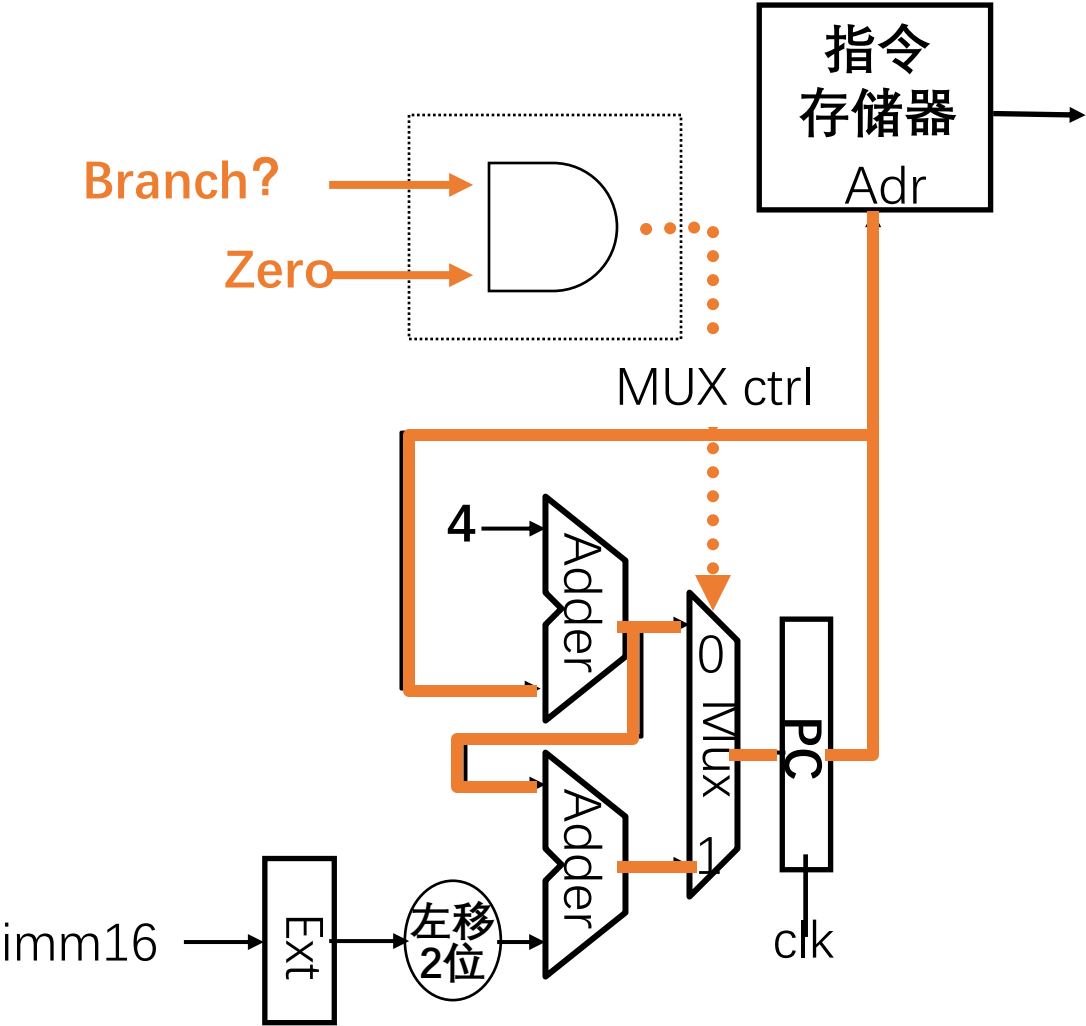 指令
存储器
Adr
Branch?
Zero
MUX ctrl
4
Adder
0
Mux
PC
Adder
1
imm16
Ext
左移
2位
clk